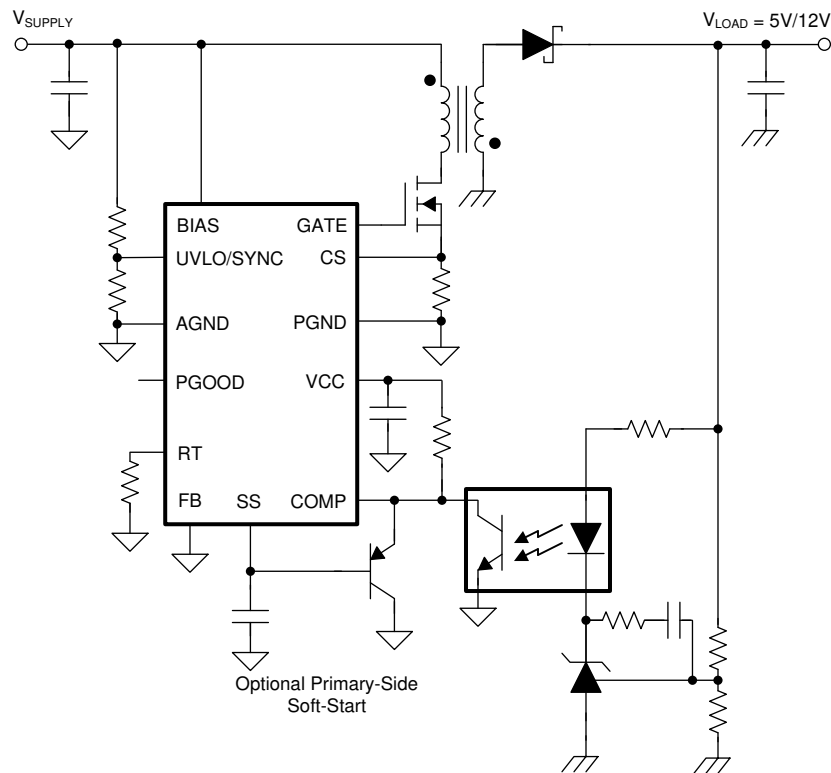 VSUPPLY
VLOAD = 5V/12V
BIAS
GATE
UVLO/SYNC
CS
AGND
PGND
PGOOD
VCC
RT
FB
SS
COMP
Optional Primary-Side
Soft-Start